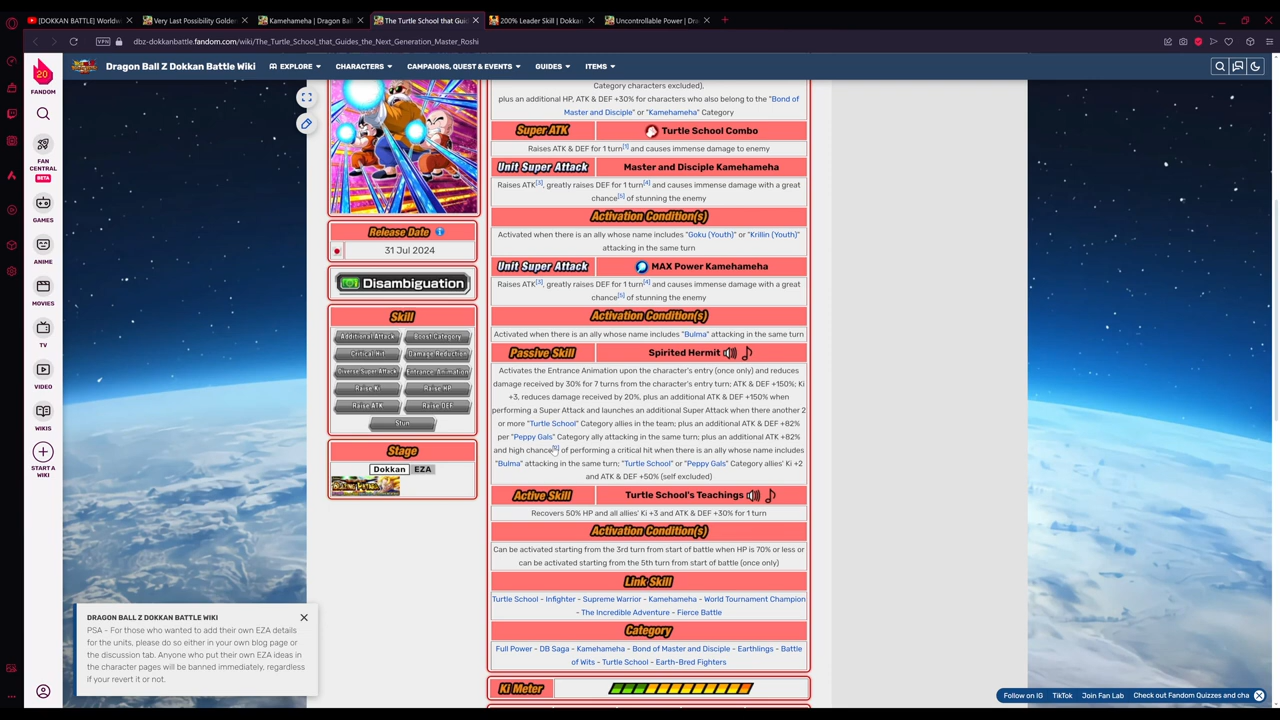 [DOKKAN BATTLE] Worldw
Very Last Possibility Golden
Kamehameha | Dragon Bal
The Turtle School that Guid
200% Leader Skill | Dokkan
Uncontrollable Power | Dra
VPN
dbz-dokkanbattle.fandom.com/wiki/The_Turtle_School_that_Guides_the_Next_Generation_Master_Roshi
20
FANDOM
FAN CENTRAL
BETA
GAMES
ANIME
MOVIES
TV
VIDEO
WIKIS
START A WIKI
Dragon Ball Z Dokkan Battle Wiki
EXPLORE
CHARACTERS
CAMPAIGNS, QUEST & EVENTS
GUIDES
ITEMS
Release Date
31 Jul 2024
Disambiguation
Skill
Additional Attack
Boost Category
Critical Hit
Damage Reduction
Diverse Super Attack
Entrance Animation
Raise Ki
Raise HP
Raise ATK
Raise DEF
Stun
Stage
Dokkan EZA
Category characters excluded),
plus an additional HP, ATK & DEF +30% for characters who also belong to the "Bond of
Master and Disciple" or "Kamehameha" Category
Super ATK
Turtle School Combo
Raises ATK & DEF for 1 turn[1] and causes immense damage to enemy
Unit Super Attack
Master and Disciple Kamehameha
Raises ATK[3], greatly raises DEF for 1 turn[4] and causes immense damage with a great
chance[5] of stunning the enemy
Activation Condition(s)
Activated when there is an ally whose name includes "Goku (Youth)" or "Krillin (Youth)"
attacking in the same turn
Unit Super Attack
MAX Power Kamehameha
Raises ATK[3], greatly raises DEF for 1 turn[4] and causes immense damage with a great
chance[5] of stunning the enemy
Activation Condition(s)
Activated when there is an ally whose name includes "Bulma" attacking in the same turn
Passive Skill
Spirited Hermit
Activates the Entrance Animation upon the character's entry (once only) and reduces
damage received by 30% for 7 turns from the character's entry turn; ATK & DEF +150%; Ki
+3, reduces damage received by 20%, plus an additional ATK & DEF +150% when
performing a Super Attack and launches an additional Super Attack when there another 2
or more "Turtle School" Category allies in the team; plus an additional ATK & DEF +82%
per "Peppy Gals" Category ally attacking in the same turn; plus an additional ATK +82%
and high chance of performing a critical hit when there is an ally whose name includes
"Bulma" attacking in the same turn; "Turtle School" or "Peppy Gals" Category allies' Ki +2
and ATK & DEF +50% (self excluded)
Active Skill
Turtle School's Teachings
Recovers 50% HP and all allies' Ki +3 and ATK & DEF +30% for 1 turn
Activation Condition(s)
Can be activated starting from the 3rd turn from start of battle when HP is 70% or less or
can be activated starting from the 5th turn from start of battle (once only)
Link Skill
Turtle School - Infighter - Supreme Warrior - Kamehameha - World Tournament Champion
- The Incredible Adventure - Fierce Battle
Category
Full Power - DB Saga - Kamehameha - Bond of Master and Disciple - Earthlings - Battle
of Wits - Turtle School - Earth-Bred Fighters
Ki Meter
DRAGON BALL Z DOKKAN BATTLE WIKI
PSA - For those who wanted to add their own EZA details
for the units, please do so either in your own blog page or
the discussion tab. Anyone who put their own EZA ideas in
the character pages will be banned immediately, regardless
if your revert it or not.
Follow on IG
TikTok
Join Fan Lab
Check out Fandom Quizzes and cha